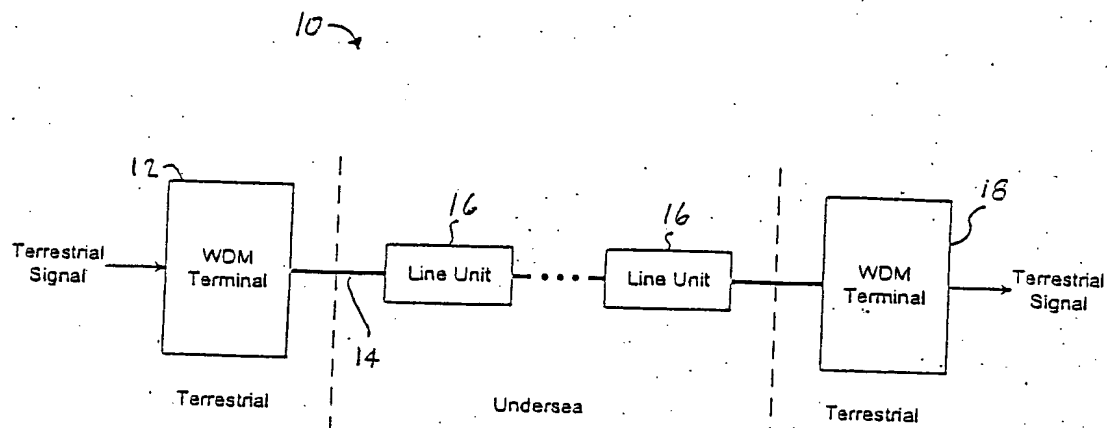 10
12
16
16
18
Terrestrial
Signal
WDM
Terminal
Line Unit
Line Unit
WDM
Terminal
Terrestrial
Signal
14
Terrestrial
Undersea
Terrestrial